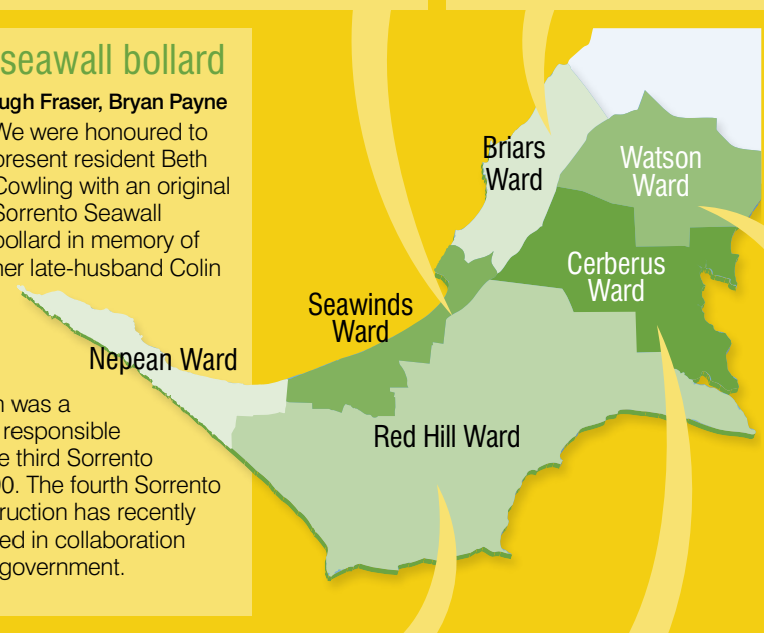 seawall bollard
ugh Fraser, Bryan Payne
We were honoured to
present resident Beth
Cowling with an original
Sorrento Seawall
bollard in memory of
her late-husband Colin
n was a
responsible
e third Sorrento
00. The fourth Sorrento
ruction has recently
ed in collaboration
government.
Briars
Ward
Watson
Ward
Cerberus
Ward
Seawinds
Ward
Nepean Ward
Red Hill Ward